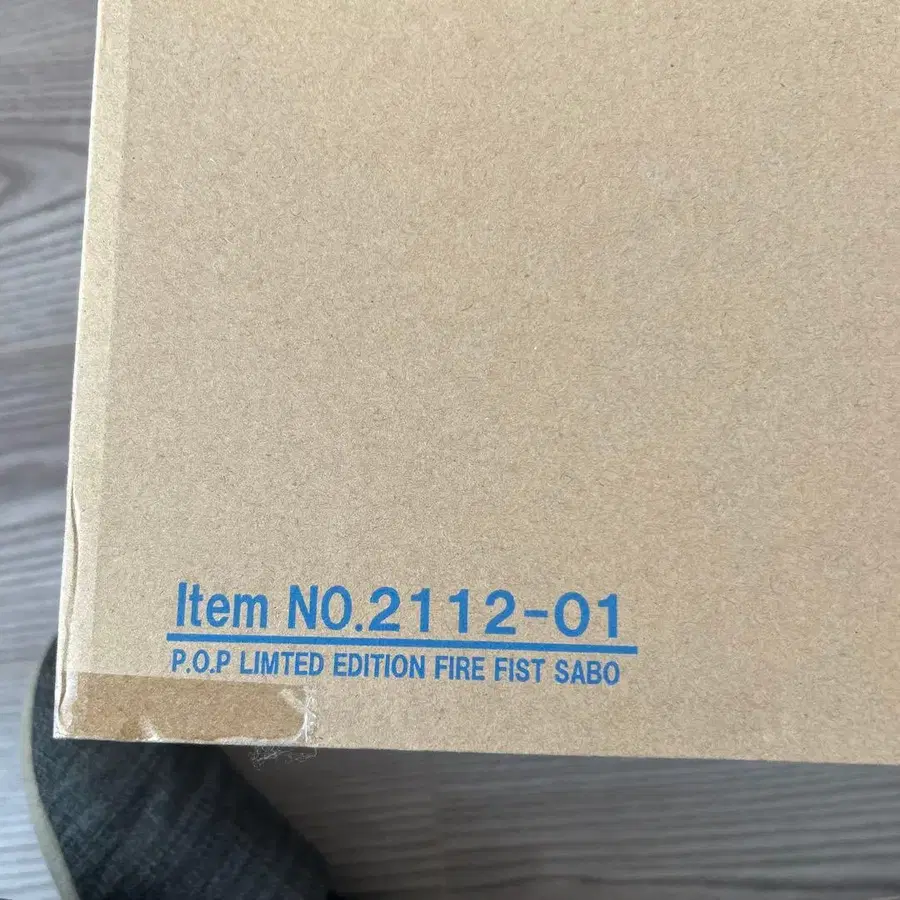 Item NO.2112-01
P.O.P LIMTED EDITION FIRE FIST SABO